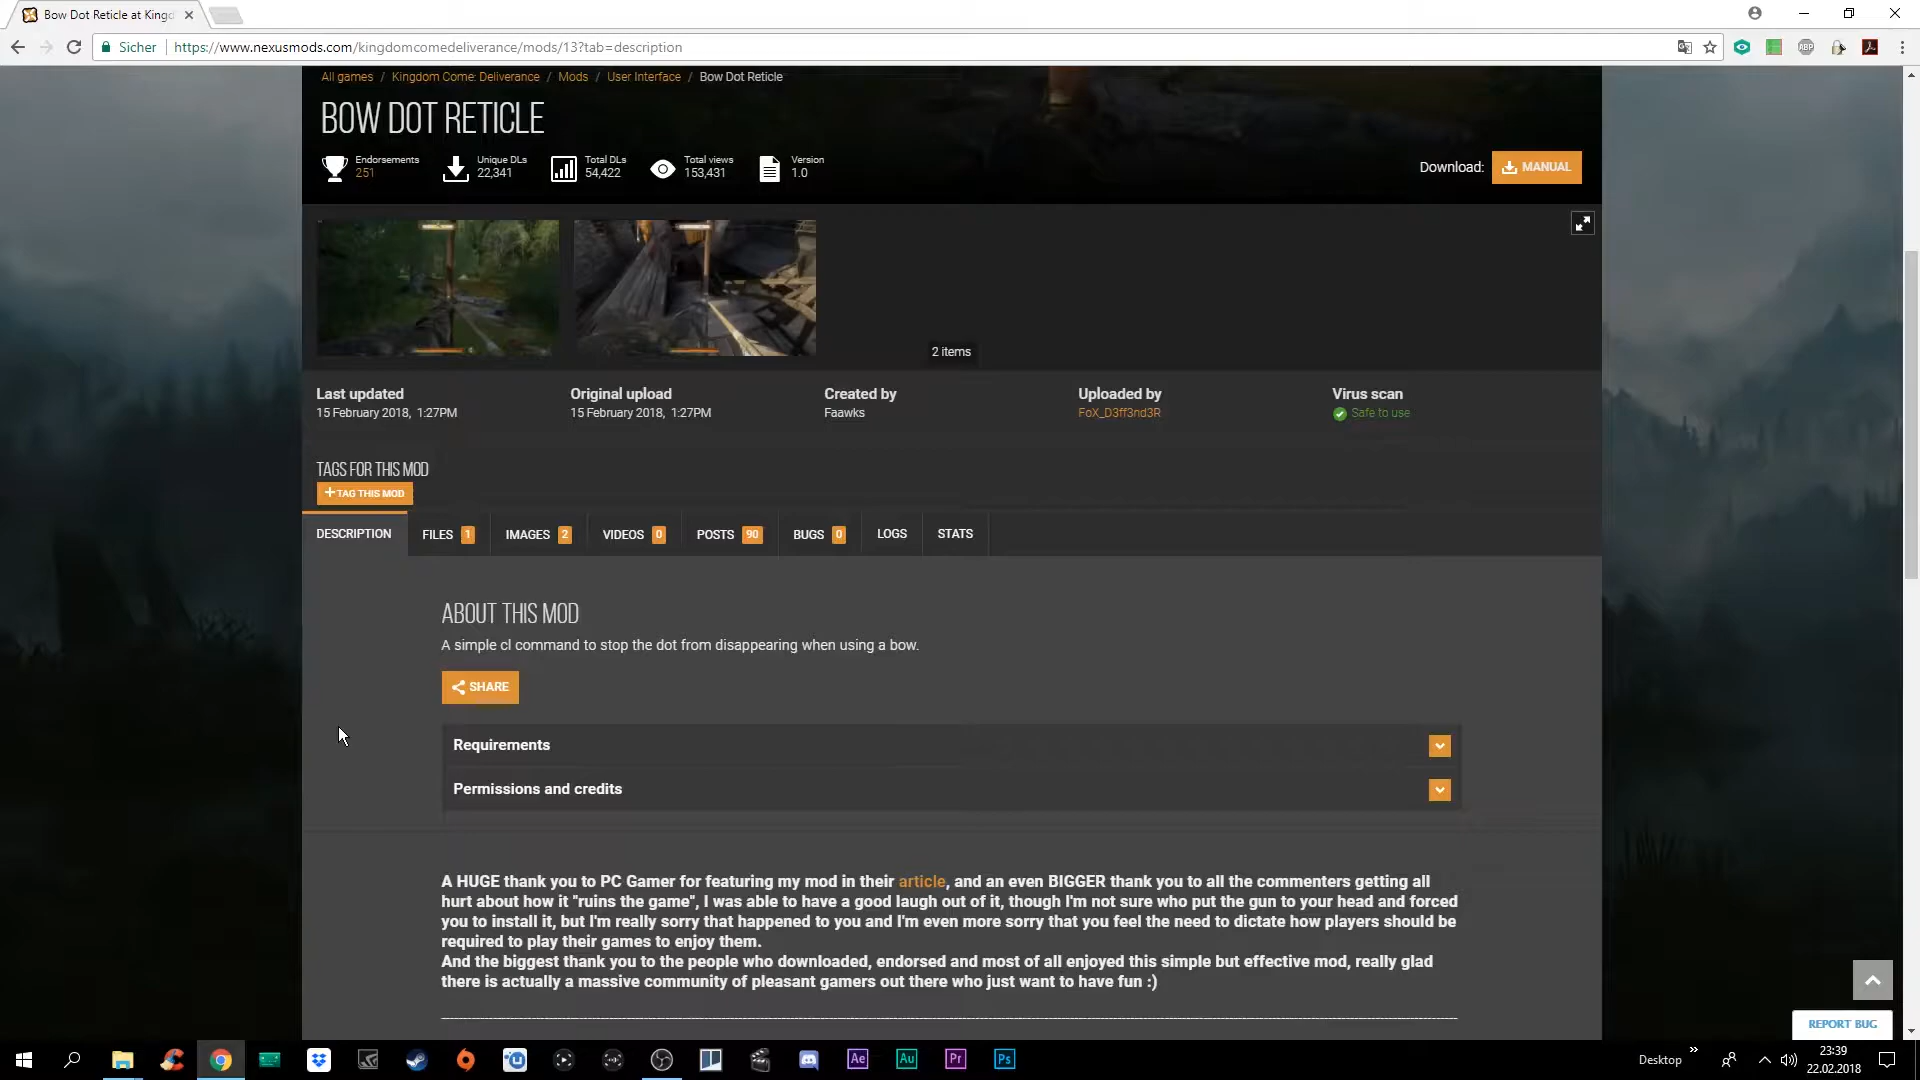 Bow Dot Reticle at Kingd
Sicher
https://www.nexusmods.com/kingdomcomedeliverance/mods/13?tab=description
ABP
All games / Kingdom Come: Deliverance / Mods / User Interface / Bow Dot Reticle
BOW DOT RETICLE
Endorsements
251
Unique DLs
22,341
Total DLs
54,422
Total views
153,431
Version
1.0
Download:
MANUAL
2 items
Last updated
15 February 2018, 1:27PM
Original upload
15 February 2018, 1:27PM
Created by
Faawks
Uploaded by
FoX_D3ff3nd3R
Virus scan
Safe to use
TAGS FOR THIS MOD
+TAG THIS MOD
DESCRIPTION
FILES 1
IMAGES 2
VIDEOS 0
POSTS 90
BUGS 0
LOGS
STATS
ABOUT THIS MOD
A simple cl command to stop the dot from disappearing when using a bow.
SHARE
Requirements
Permissions and credits
A HUGE thank you to PC Gamer for featuring my mod in their article, and an even BIGGER thank you to all the commenters getting all
hurt about how it "ruins the game", I was able to have a good laugh out of it, though I'm not sure who put the gun to your head and forced
you to install it, but I'm really sorry that happened to you and I'm even more sorry that you feel the need to dictate how players should be
required to play their games to enjoy them.
And the biggest thank you to the people who downloaded, endorsed and most of all enjoyed this simple but effective mod, really glad
there is actually a massive community of pleasant gamers out there who just want to have fun :)
REPORT BUG
Ae
Au
Pr
Ps
Desktop
23:39
22.02.2018